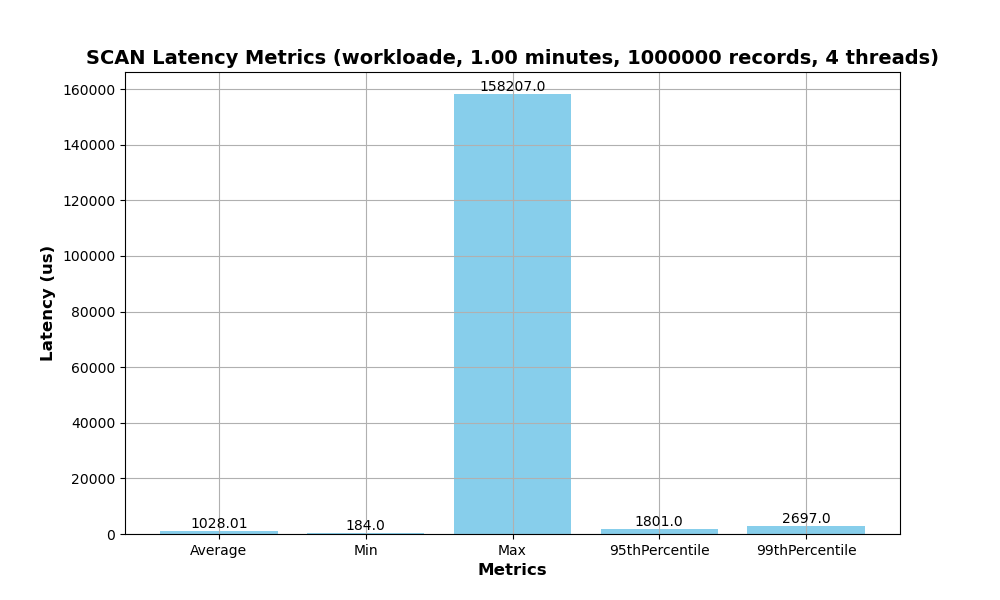 SCAN Latency Metrics (workloade, 1.00 minutes, 1000000 records, 4 threads)
160000
140000
120000
100000
80000
60000
40000
20000
0
Latency (us)
1028.01
184.0
158207.0
1801.0
2697.0
Average
Min
Max
95thPercentile
99thPercentile
Metrics